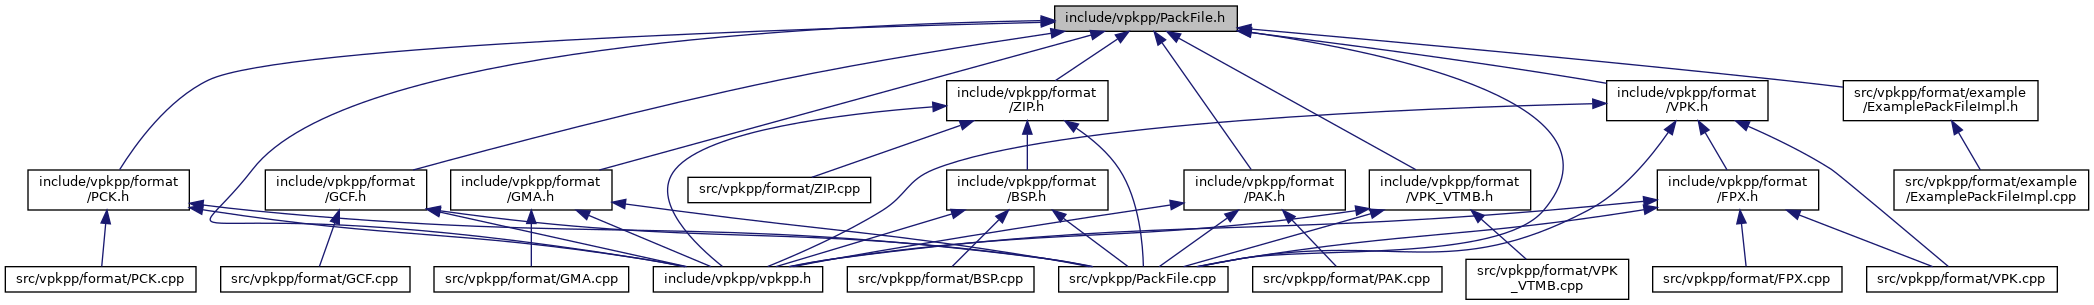 include/vpkpp/PackFile.h
include/vpkpp/format
/ZIP.h
include/vpkpp/format
/VPK.h
src/vpkpp/format/example
/ExamplePackFileImpl.h
include/vpkpp/format
/PCK.h
include/vpkpp/format
/GCF.h
include/vpkpp/format
/GMA.h
src/vpkpp/format/ZIP.cpp
include/vpkpp/format
/BSP.h
include/vpkpp/format
/PAK.h
include/vpkpp/format
/VPK_VTMB.h
include/vpkpp/format
/FPX.h
src/vpkpp/format/example
/ExamplePackFileImpl.cpp
src/vpkpp/format/PCK.cpp
src/vpkpp/format/GCF.cpp
src/vpkpp/format/GMA.cpp
include/vpkpp/vpkpp.h
src/vpkpp/format/BSP.cpp
src/vpkpp/PackFile.cpp
src/vpkpp/format/PAK.cpp
src/vpkpp/format/VPK
_VTMB.cpp
src/vpkpp/format/FPX.cpp
src/vpkpp/format/VPK.cpp